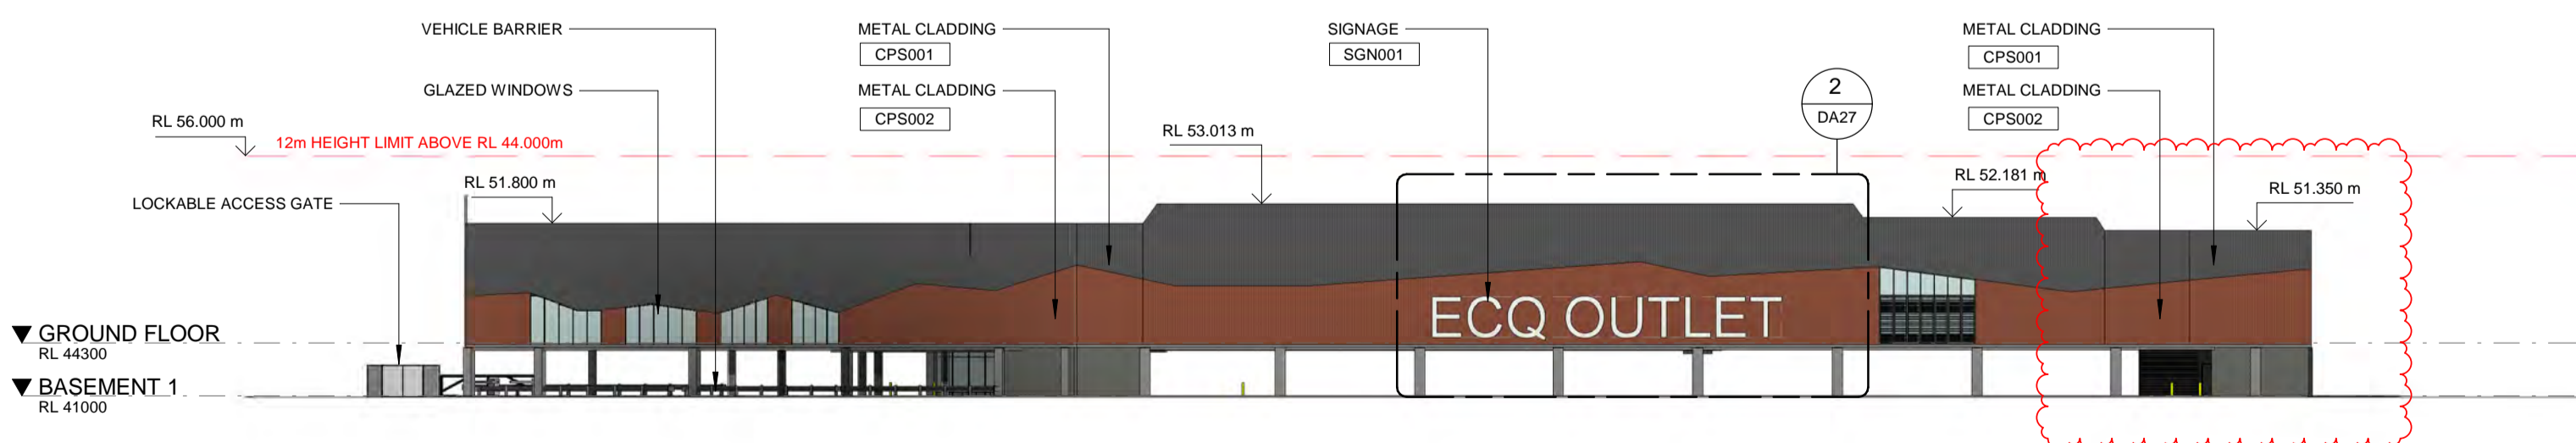 VEHICLE BARRIER
METAL CLADDING
CPS001
SIGNAGE
SGN001
METAL CLADDING
CPS001
GLAZED WINDOWS
METAL CLADDING
CPS002
2
DA27
METAL CLADDING
CPS002
RL 56.000 m
12m HEIGHT LIMIT ABOVE RL 44.000m
RL 53.013 m
RL 51.800 m
RL 52.181 m
RL 51.350 m
LOCKABLE ACCESS GATE
ECQ OUTLET
GROUND FLOOR
RL 44300
BASEMENT 1
RL 41000